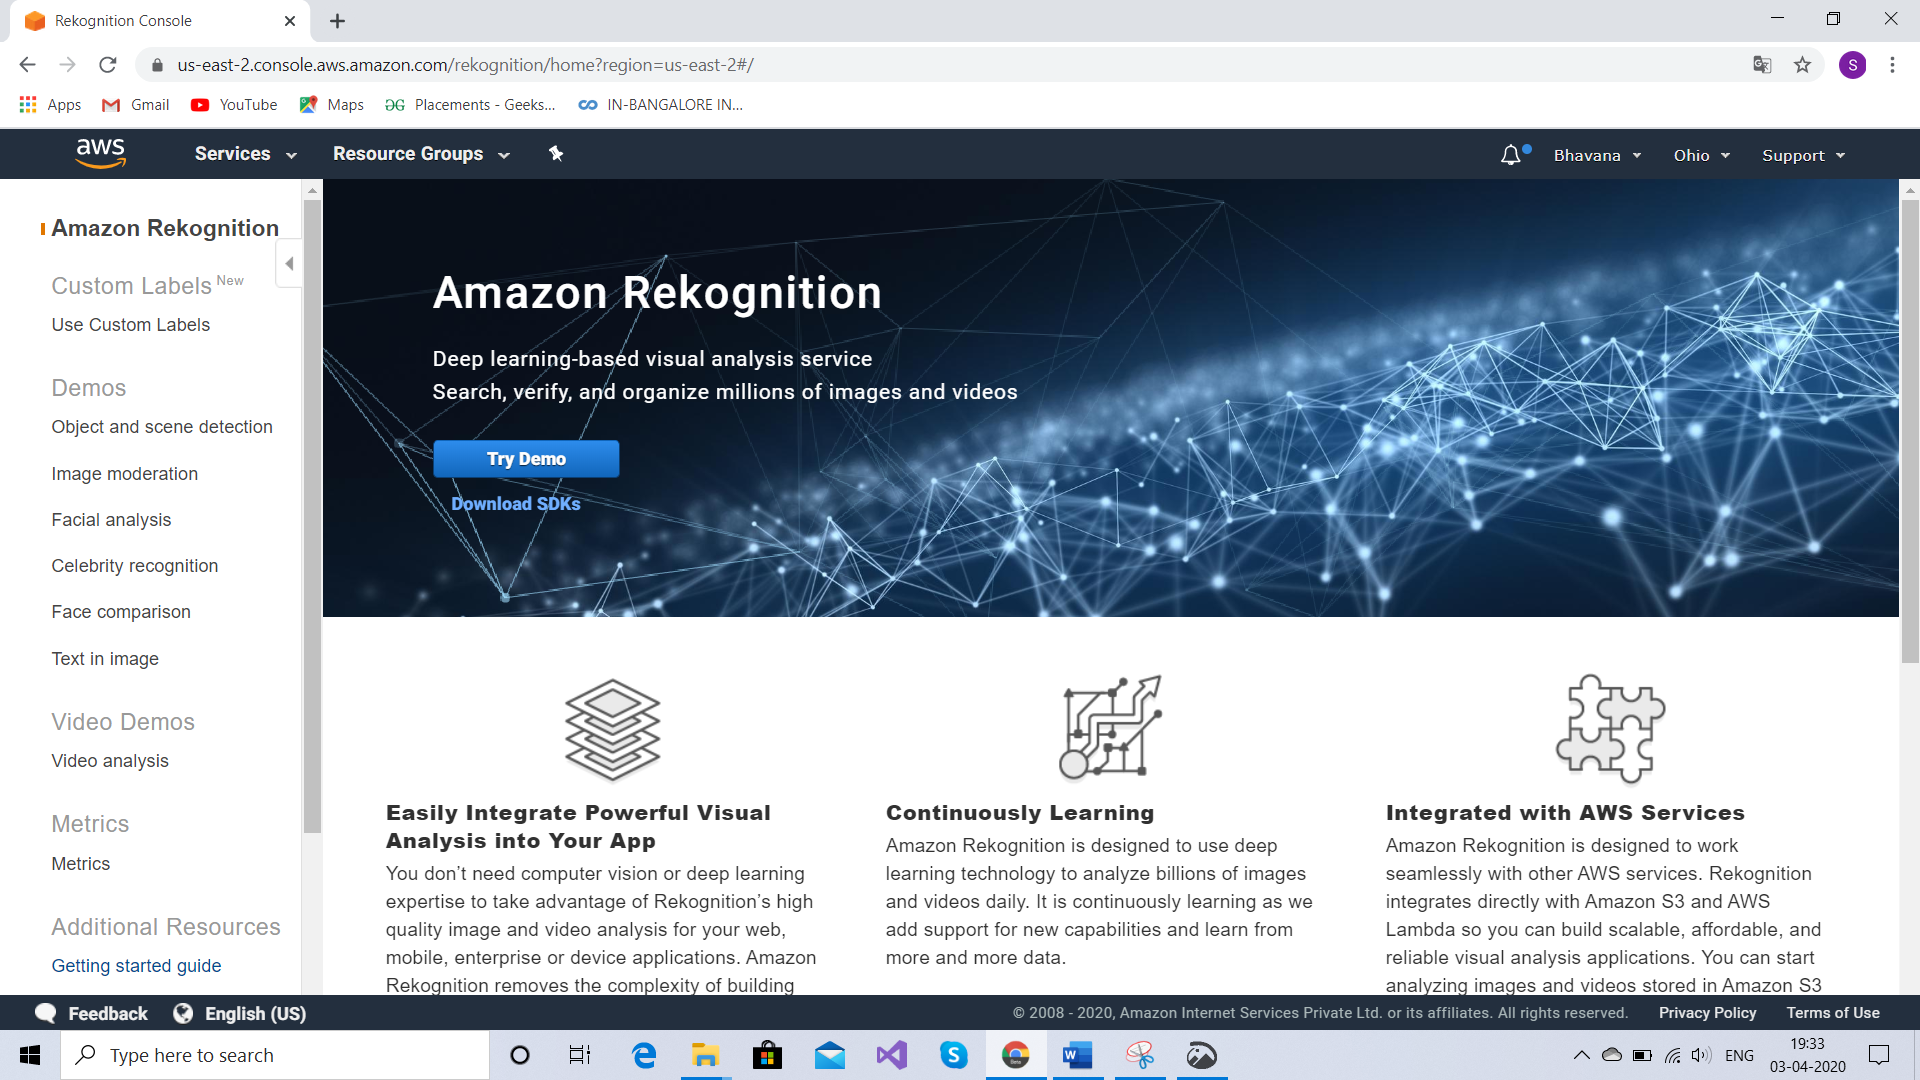 Rekognition Console
us-east-2.console.aws.amazon.com/rekognition/home?region=us-east-2#/
S
Apps
Gmail
YouTube
Maps
Placements - Geeks...
IN-BANGALORE IN...
aws
Services
Resource Groups
Bhavana
Ohio
Support
Amazon Rekognition
Custom Labels New
Use Custom Labels
Demos
Object and scene detection
Image moderation
Facial analysis
Celebrity recognition
Face comparison
Text in image
Video Demos
Video analysis
Metrics
Metrics
Additional Resources
Getting started guide
Amazon Rekognition
Deep learning-based visual analysis service
Search, verify, and organize millions of images and videos
Try Demo
Download SDKs
Easily Integrate Powerful Visual
Analysis into Your App
You don’t need computer vision or deep learning
expertise to take advantage of Rekognition’s high
quality image and video analysis for your web,
mobile, enterprise or device applications. Amazon
Rekognition removes the complexity of building
Continuously Learning
Amazon Rekognition is designed to use deep
learning technology to analyze billions of images
and videos daily. It is continuously learning as we
add support for new capabilities and learn from
more and more data.
Integrated with AWS Services
Amazon Rekognition is designed to work
seamlessly with other AWS services. Rekognition
integrates directly with Amazon S3 and AWS
Lambda so you can build scalable, affordable, and
reliable visual analysis applications. You can start
analyzing images and videos stored in Amazon S3
Feedback
English (US)
© 2008 - 2020, Amazon Internet Services Private Ltd. or its affiliates. All rights reserved.
Privacy Policy
Terms of Use
Type here to search
ENG
19:33
03-04-2020